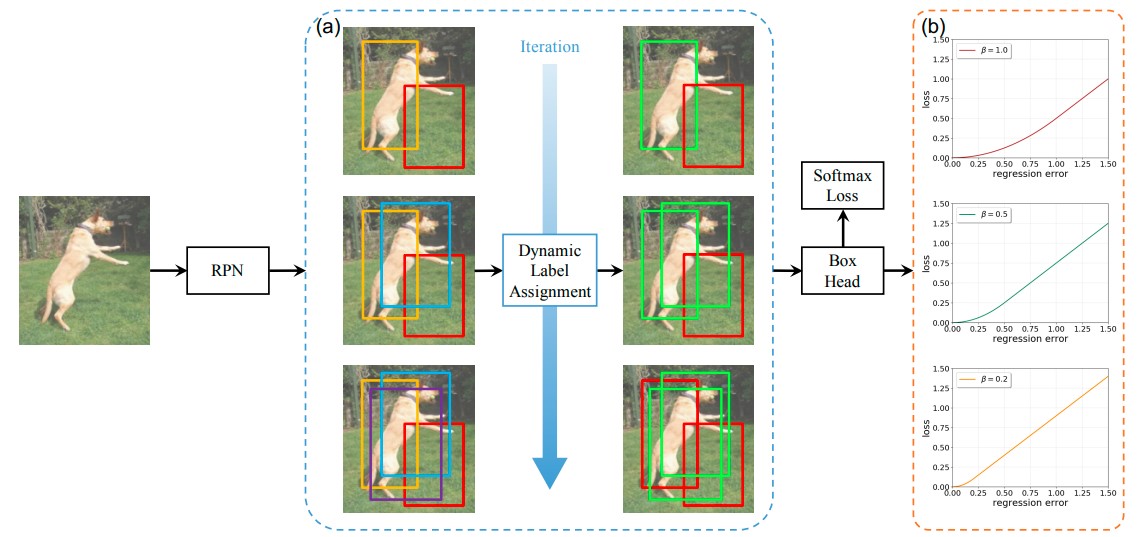 (a)
Iteration
RPN
Dynamic
Label
Assignment
Softmax
Loss
Box
Head
(b)
β = 1.0
loss
1.50
1.25
1.00
0.75
0.50
0.25
0.00
0.00 0.25 0.50 0.75 1.00 1.25 1.50
regression error
β = 0.5
loss
1.50
1.25
1.00
0.75
0.50
0.25
0.00
0.00 0.25 0.50 0.75 1.00 1.25 1.50
regression error
β = 0.2
loss
1.50
1.25
1.00
0.75
0.50
0.25
0.00
0.00 0.25 0.50 0.75 1.00 1.25 1.50
regression error